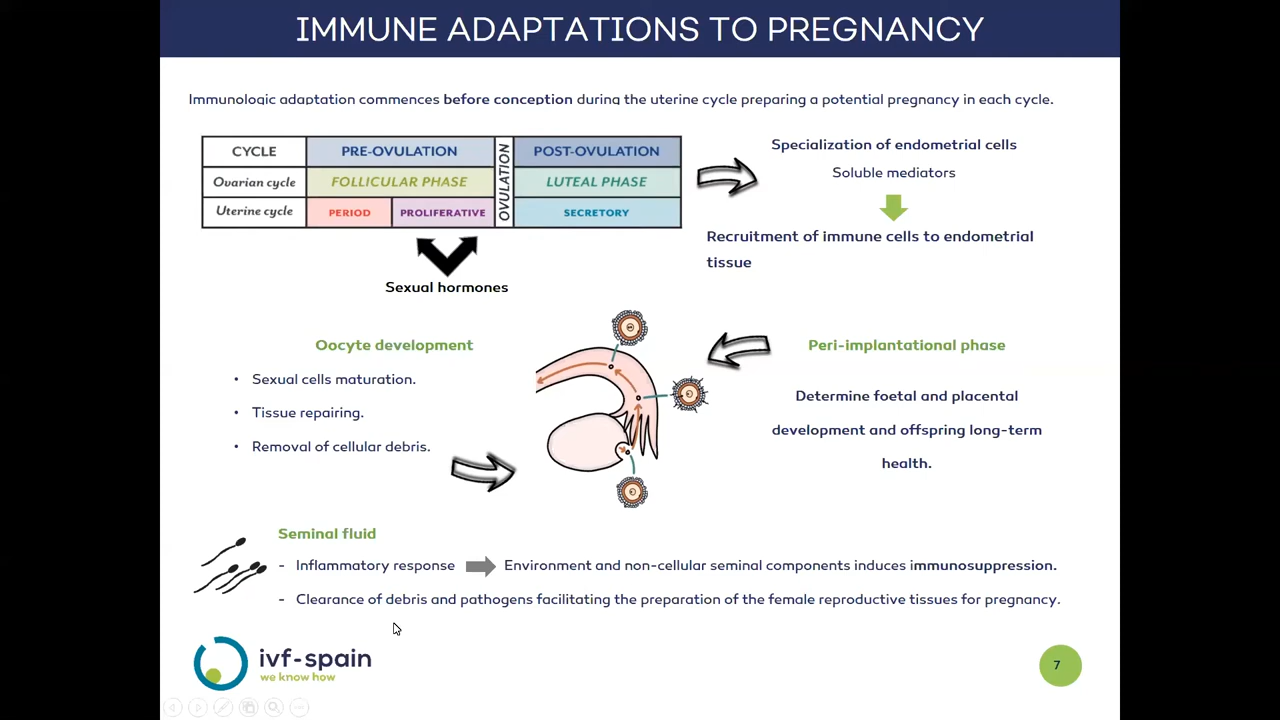 IMMUNE ADAPTATIONS TO PREGNANCY
Immunologic adaptation commences before conception during the uterine cycle preparing a potential pregnancy in each cycle.
CYCLE PRE-OVULATION OVULATION POST-OVULATION
Ovarian cycle FOLLICULAR PHASE LUTEAL PHASE
Uterine cycle PERIOD PROLIFERATIVE SECRETORY
Sexual hormones
Specialization of endometrial cells
Soluble mediators
Recruitment of immune cells to endometrial
tissue
Oocyte development
• Sexual cells maturation.
• Tissue repairing.
• Removal of cellular debris.
Peri-implantational phase
Determine foetal and placental
development and offspring long-term
health.
Seminal fluid
- Inflammatory response Environment and non-cellular seminal components induces immunosuppression.
- Clearance of debris and pathogens facilitating the preparation of the female reproductive tissues for pregnancy.
ivf-spain
we know how
7